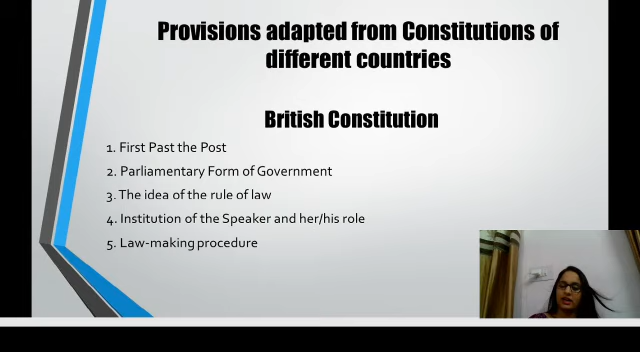 Provisions adapted from Constitutions of
different countries
British Constitution
1. First Past the Post
2. Parliamentary Form of Government
3. The idea of the rule of law
4. Institution of the Speaker and her/his role
5. Law-making procedure